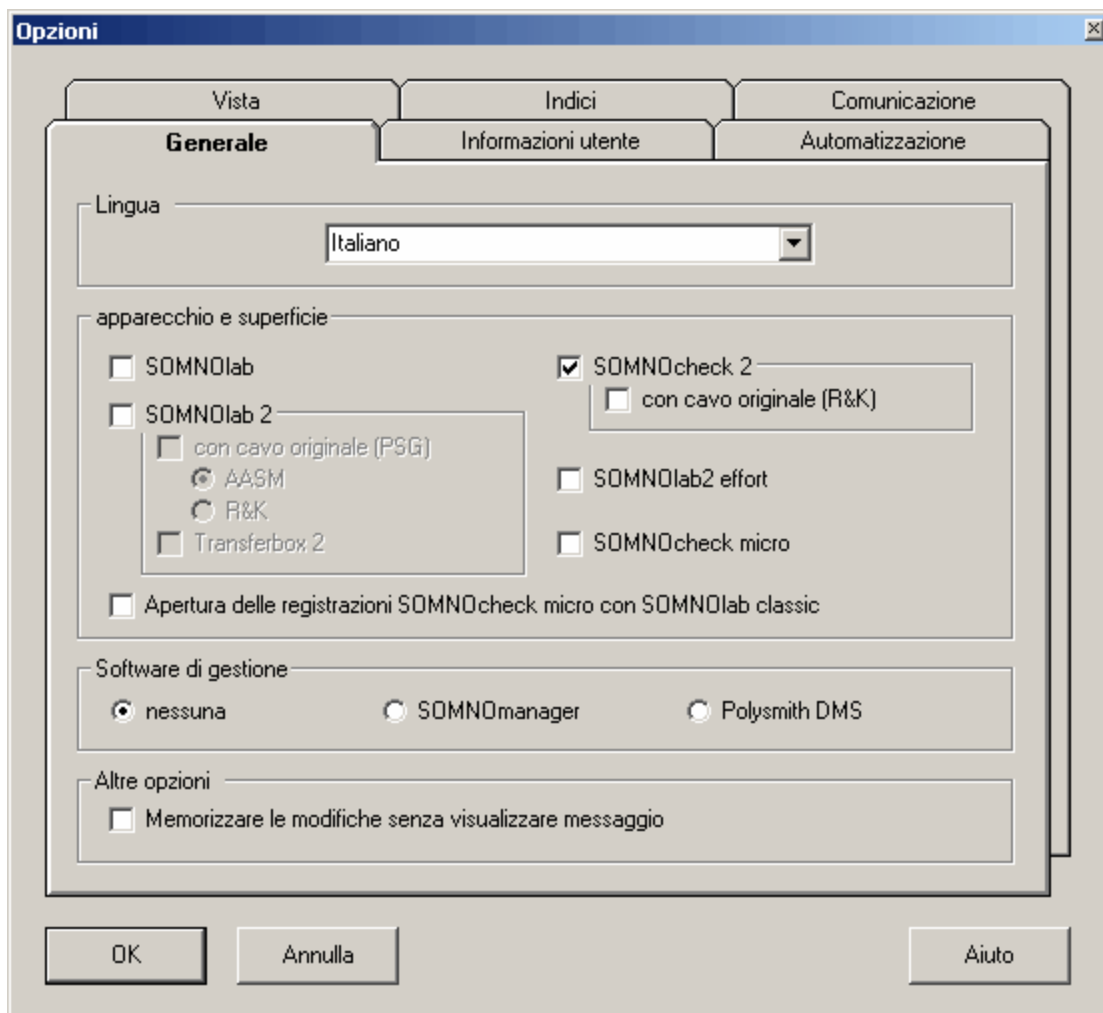 Opzioni
Vista Indici Comunicazione
Generale Informazioni utente Automatizzazione
Lingua
Italiano
apparecchio e superficie
SOMNOlab SOMNOcheck 2
con cavo originale (R&K)
SOMNOlab 2
con cavo originale (PSG)
AASM SOMNOlab2 effort
R&K
Transferbox 2 SOMNOcheck micro
Apertura delle registrazioni SOMNOcheck micro con SOMNOlab classic
Software di gestione
nessuna SOMNOmanager Polysmith DMS
Altre opzioni
Memorizzare le modifiche senza visualizzare messaggio
OK Annulla Aiuto